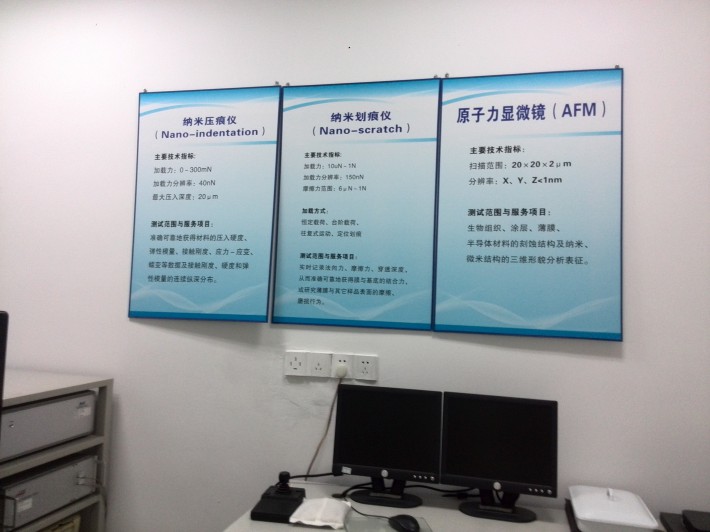 纳米压痕仪
(Nano-indentation)
主要技术指标:
加载力: 0-300mN
加载力分辨率: 40nN
最大压入深度: 20μm
测试范围与服务项目:
准确可靠地获得材料的压入硬度、
弹性模量、接触刚度、应力-应变、
蠕变等数据及接触刚度、硬度和弹
性模量的连续纵深分布。
纳米划痕仪
(Nano-scratch)
主要技术指标:
加载力: 10uN-1N
加载力分辨率: 150nN
摩擦力范围: 6μN-1N
加载方式:
恒定载荷、台阶载荷、
往复式运动、定位划痕
测试范围与服务项目:
实时记录法向力、摩擦力、穿透深度,
从而准确可靠地获得膜与基底的组合力,
或研究薄膜与其它样品表面的摩擦、
磨损行为。
原子力显微镜(AFM)
主要技术指标:
扫描范围: 20×20×2μm
分辨率: X、Y、Z<1nm
测试范围与服务项目:
生物组织、涂层、薄膜、
半导体材料的刻蚀结构及纳米、
微米结构的三维形貌分析表征。